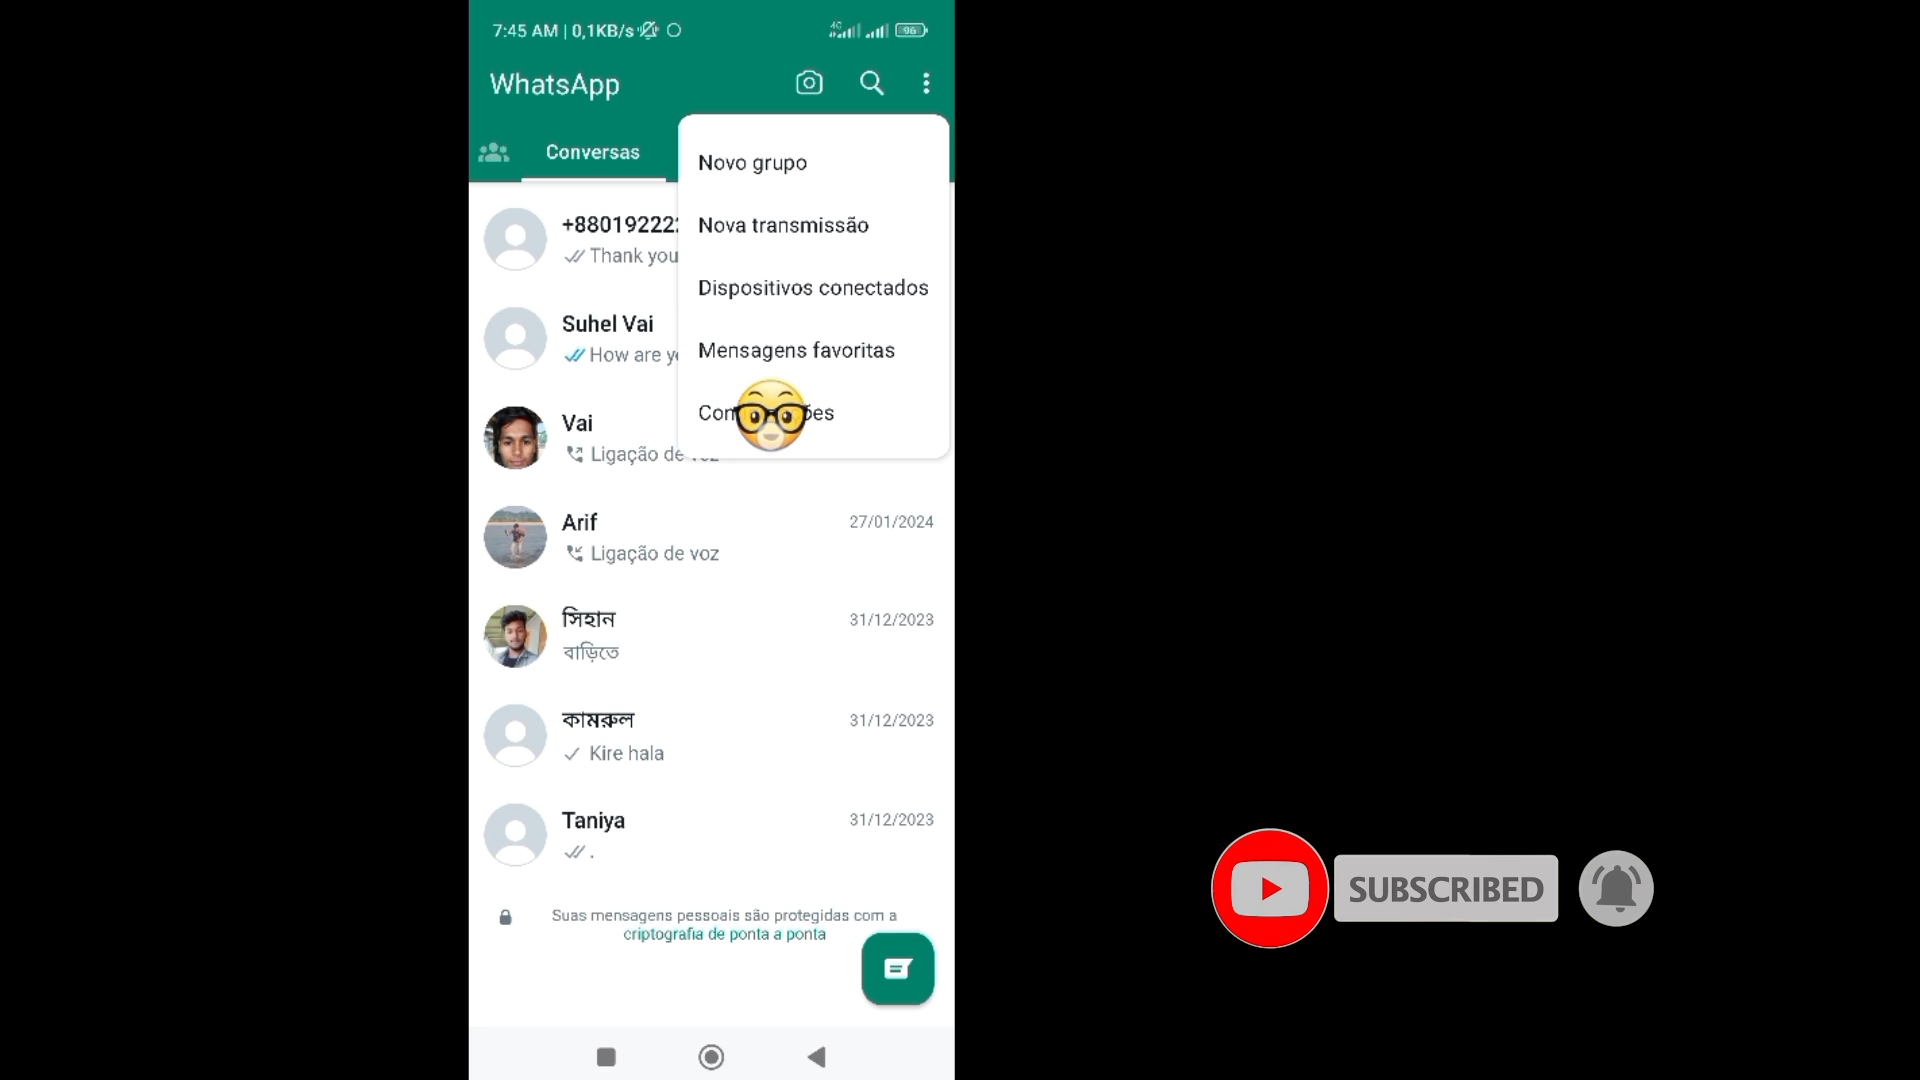 7:45 AM | 0,1KB/s
4G
96
WhatsApp
Conversas
Novo grupo
Nova transmissão
Dispositivos conectados
Mensagens favoritas
Thank you
Suhel Vai
How are
Vai
Ligação de
Arif
27/01/2024
Ligação de voz
সিহান
31/12/2023
বাড়িতে
কামরুল
31/12/2023
Kire hala
Taniya
31/12/2023
.
Suas mensagens pessoais são protegidas com a
criptografia de ponta a ponta
SUBSCRIBED